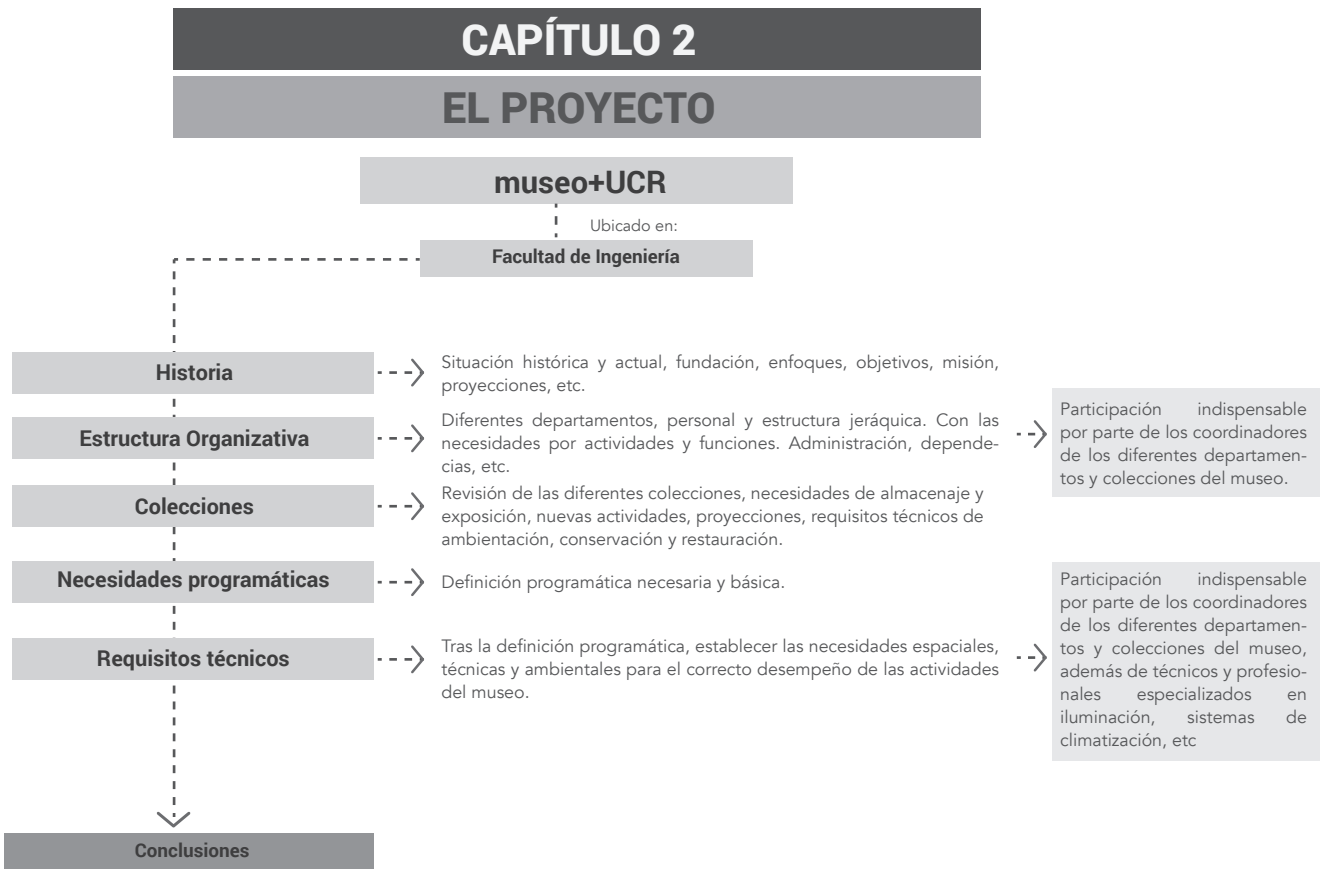 CAPÍTULO 2
EL PROYECTO
museo+UCR
Ubicado en:
Facultad de Ingeniería
Historia
Situación histórica y actual, fundación, enfoques, objetivos, misión,
proyecciones, etc.
Estructura Organizativa
Diferentes departamentos, personal y estructura jeráquica. Con las
necesidades por actividades y funciones. Administración, depende-
cias, etc.
Participación indispensable
por parte de los coordinadores
de los diferentes departamen-
tos y colecciones del museo.
Colecciones
Revisión de las diferentes colecciones, necesidades de almacenaje y
exposición, nuevas actividades, proyecciones, requisitos técnicos de
ambientación, conservación y restauración.
Necesidades programáticas
Definición programática necesaria y básica.
Requisitos técnicos
Tras la definición programática, establecer las necesidades espaciales,
técnicas y ambientales para el correcto desempeño de las actividades
del museo.
Participación indispensable
por parte de los coordinadores
de los diferentes departamen-
tos y colecciones del museo,
además de técnicos y profesio-
nales especializados en
iluminación, sistemas de
climatización, etc
Conclusiones